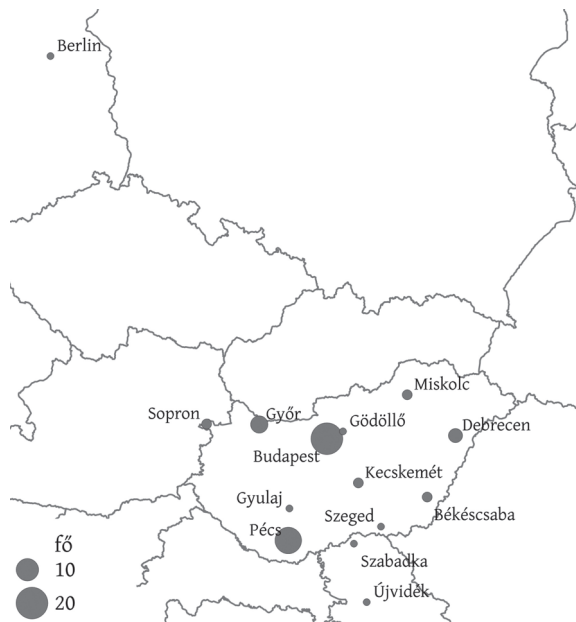 Berlin
Miskolc
Sopron
Győr
Gödöllő
Debrecen
Budapest
Kecskemét
Gyulaj
Szeged
Békéscsaba
Pécs
Szabadka
Újvidék
fő
10
20